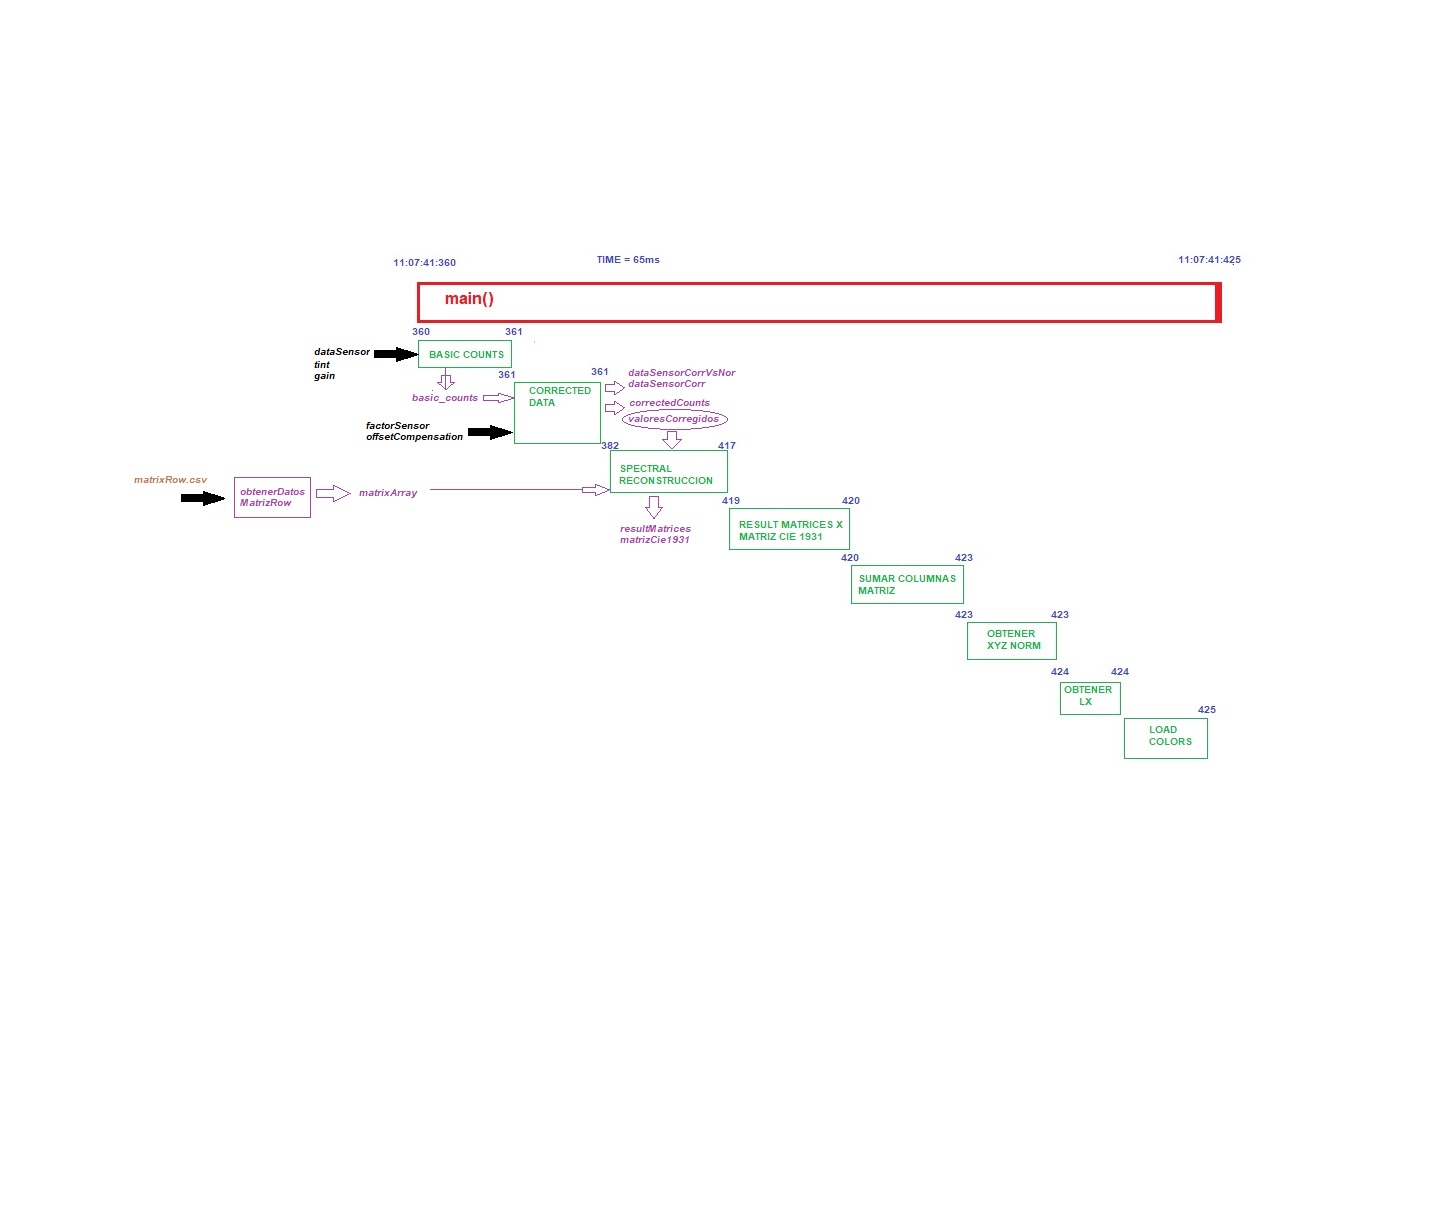 11:07:41:360
TIME = 65ms
11:07:41:425
main()
360
361
dataSensor
tint
gain
BASIC COUNTS
361
361
basic_counts
CORRECTED
DATA
dataSensorCorrVsNor
dataSensorCorr
correctedCounts
valoresCorregidos
factorSensor
offsetCompensation
382
417
SPECTRAL
RECONSTRUCCION
matrixRow.csv
obtenerDatos
MatrizRow
matrixArray
resultMatrices
matrizCie1931
419
420
RESULT MATRICES X
MATRIZ CIE 1931
420
423
SUMAR COLUMNAS
MATRIZ
423
423
OBTENER
XYZ NORM
424
424
OBTENER
LX
425
LOAD
COLORS